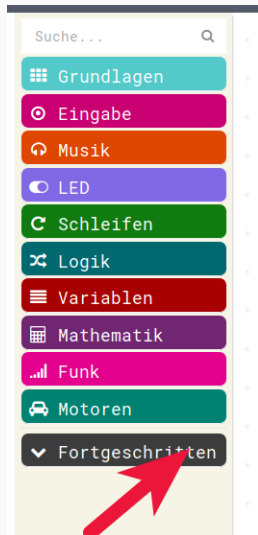 Suche...
Grundlagen
Eingabe
Musik
LED
Schleifen
Logik
Variablen
Mathematik
Funk
Motoren
Fortgeschritten